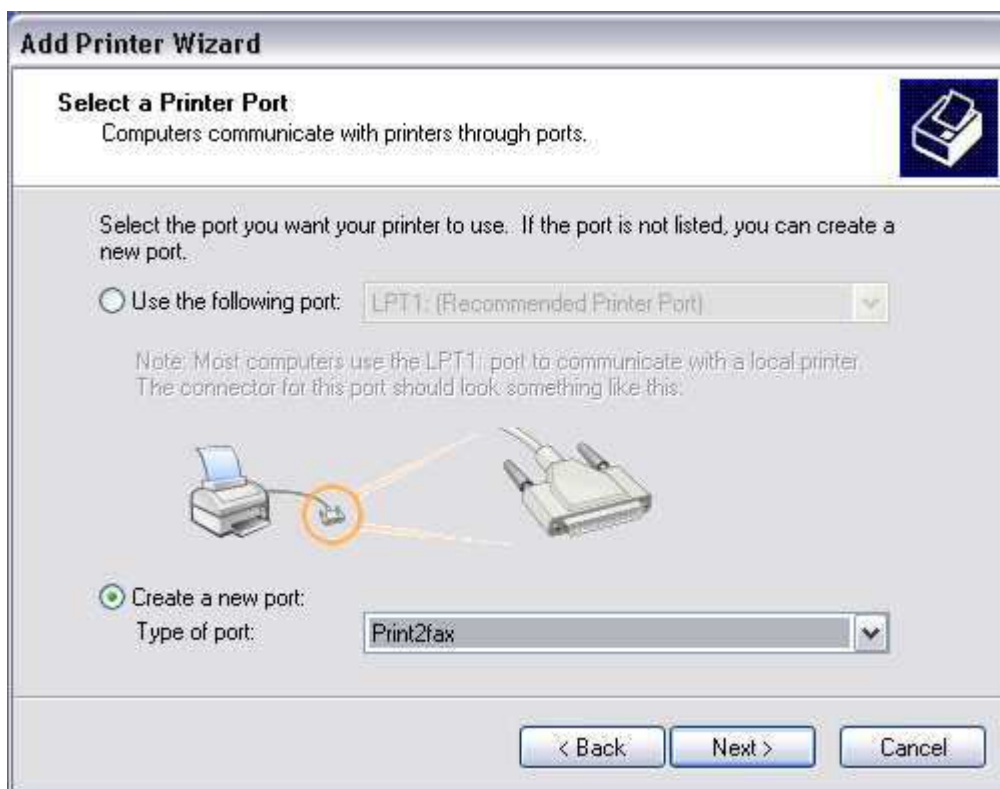 Add Printer Wizard
Select a Printer Port
Computers communicate with printers through ports.
Select the port you want your printer to use. If the port is not listed, you can create a
new port.
Use the following port: LPT1: (Recommended Printer Port)
Note: Most computers use the LPT1: port to communicate with a local printer.
The connector for this port should look something like this:
Create a new port:
Type of port: Print2fax
< Back Next > Cancel